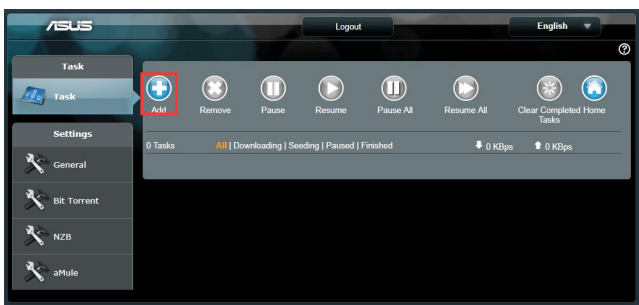 ASUS
Logout
English
?
Task
Task
Settings
General
Bit Torrent
NZB
aMule
Add
Remove
Pause
Resume
Pause All
Resume All
Clear Completed Tasks
Home
0 Tasks
All | Downloading | Seeding | Paused | Finished
0 KBps
0 KBps